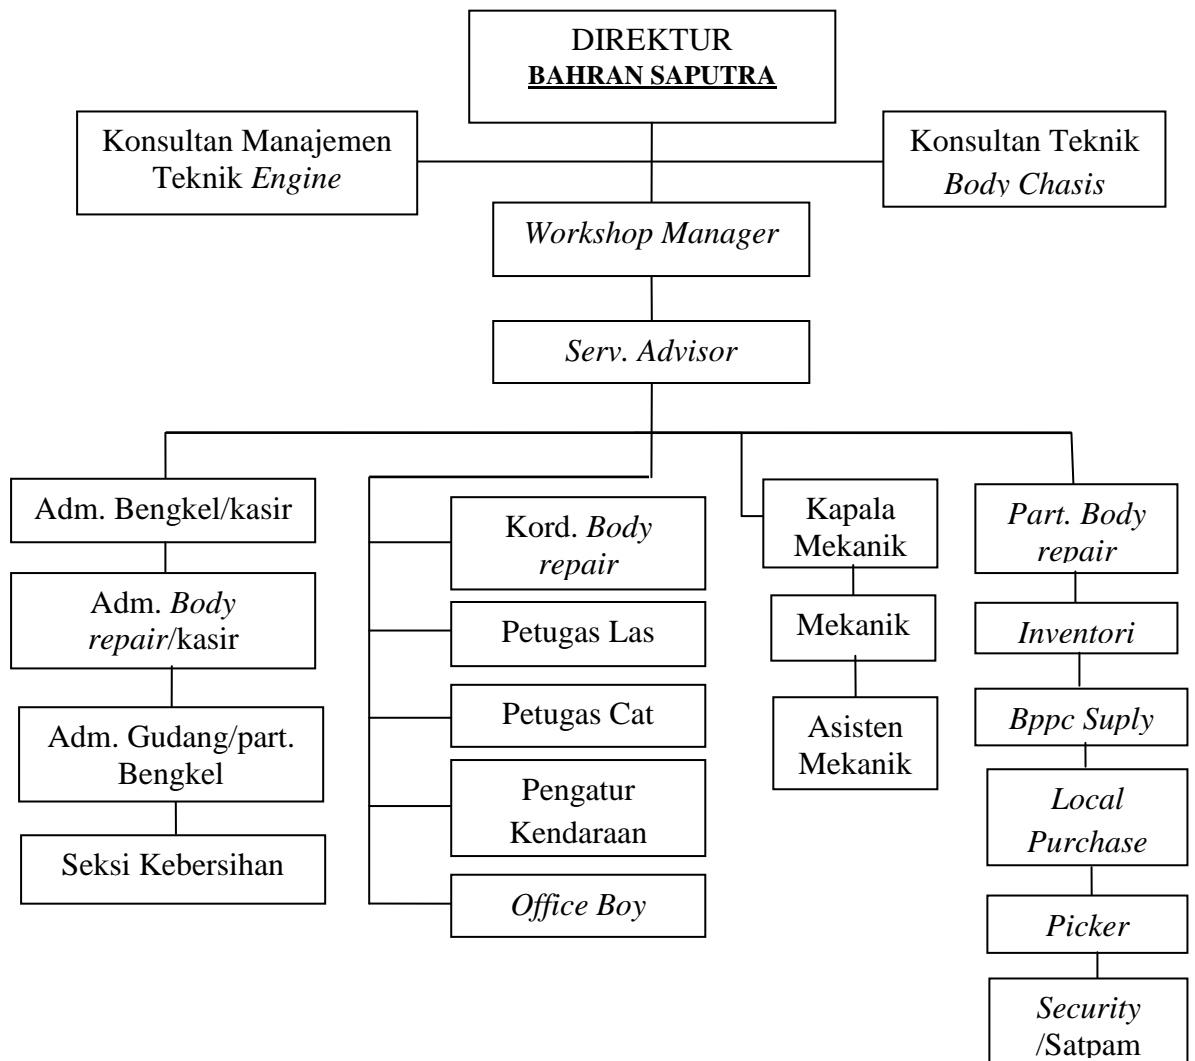 DIREKTUR
BAHRAN SAPUTRA
Konsultan Manajemen
Teknik Engine
Konsultan Teknik
Body Chasis
Workshop Manager
Serv. Advisor
Adm. Bengkel/kasir
Adm. Body
repair/kasir
Adm. Gudang/part.
Bengkel
Seksi Kebersihan
Kord. Body
repair
Petugas Las
Petugas Cat
Pengatur
Kendaraan
Office Boy
Kapala
Mekanik
Mekanik
Asisten
Mekanik
Part. Body
repair
Inventori
Bppc Suply
Local
Purchase
Picker
Security
/Satpam